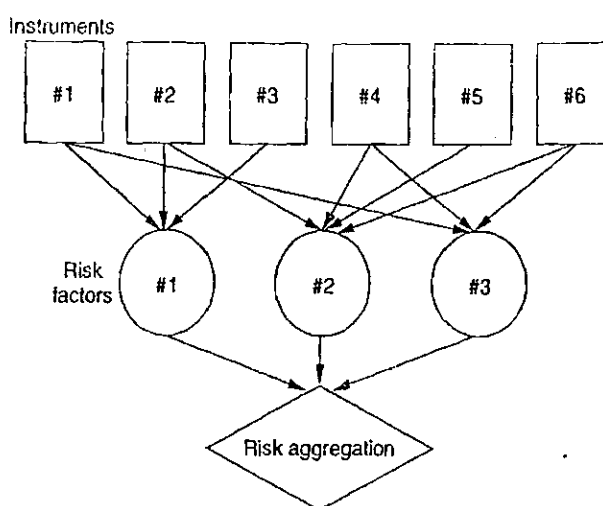 Instruments
#1 #2 #3 #4 #5 #6
Risk
factors
#1 #2 #3
Risk aggregation